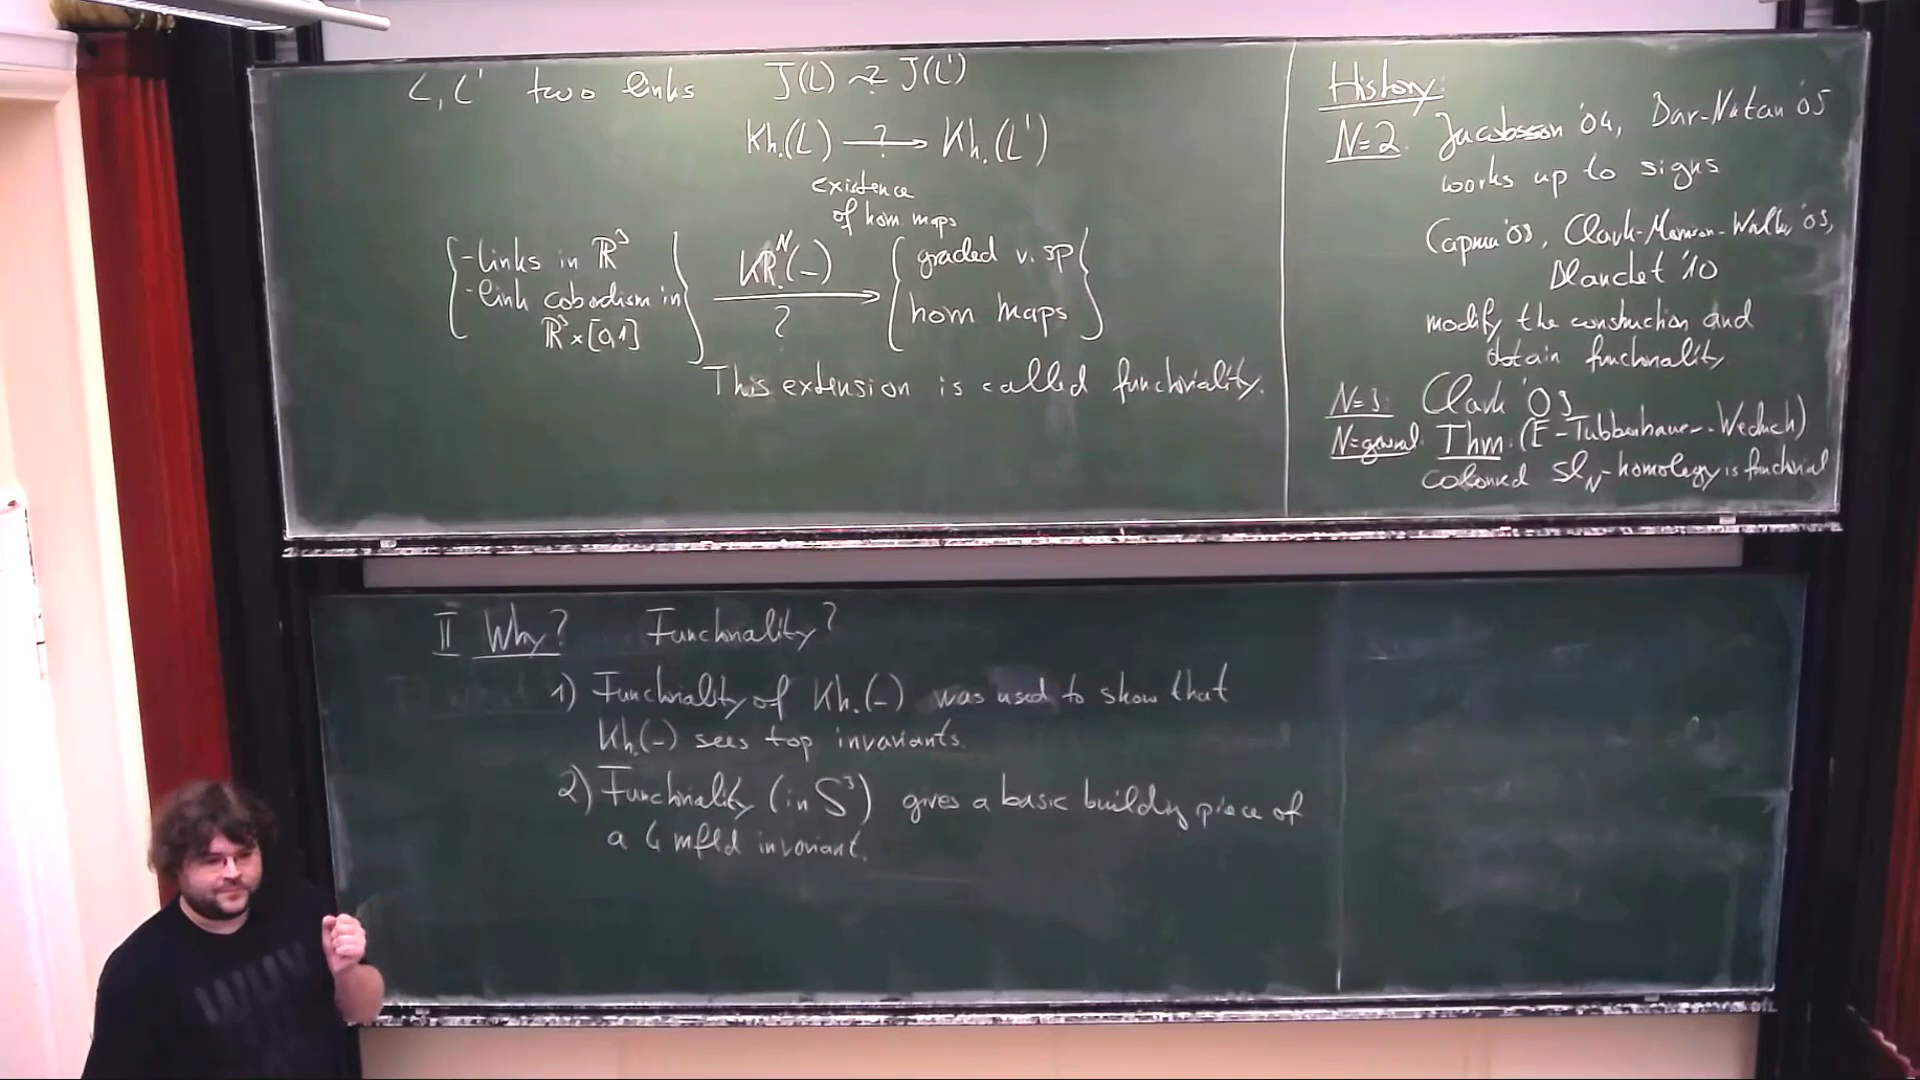 L, L' two links J(L) ~? J(L')
Kh.(L) —?→ Kh.(L')
existence
of hom. maps
{ -links in ℝ³
-link cobordism in
ℝ³×[0,1] }
KRᴺ.(-)
?
{ graded v. sp
hom maps }
This extension is called functoriality.
History:
N=2 Jacobsson '04, Bar-Natan '05
works up to signs
Caprau '08, Clark-Morrison-Walker '09,
Blanchet '10
modify the construction and
obtain functoriality
N=3: Clark '09
N=general. Thm. (E-Tubbenhauer-Wedrich)
coloured sl_N-homology is functorial
II Why? Functoriality?
1) Functoriality of Kh.(-) was used to show that
Kh.(-) sees top invariants.
2) Functoriality (in S³) gives a basic building piece of
a 4 mfld invariant.